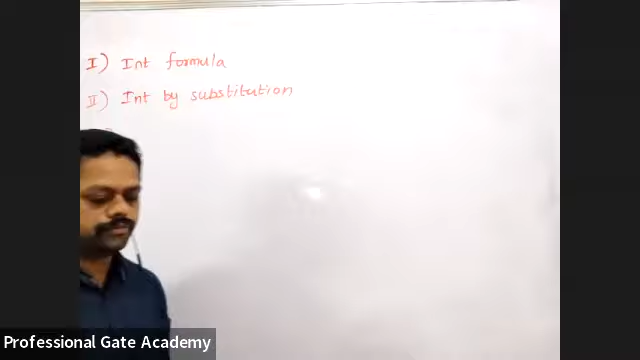 I) Int formula
II) Int by substitution
Professional Gate Academy